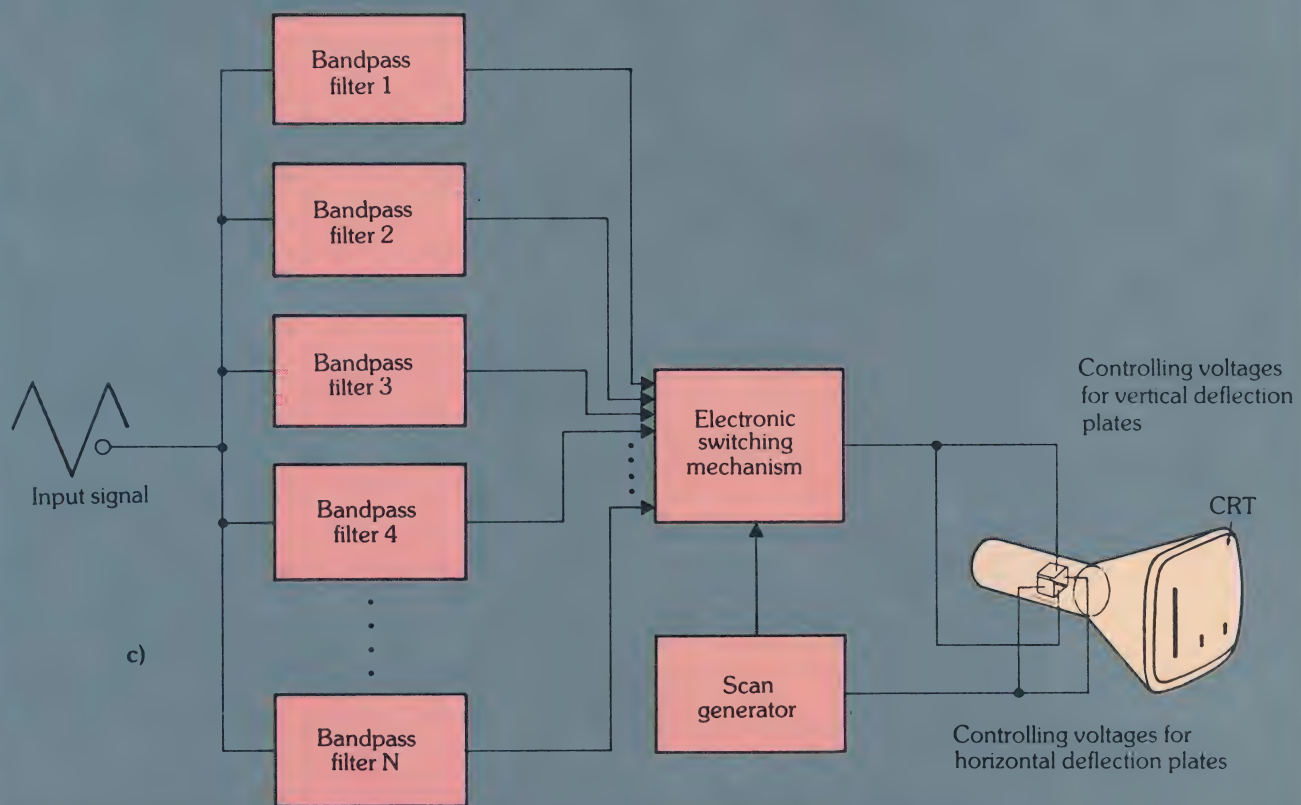 Bandpass
filter 1
Bandpass
filter 2
Bandpass
filter 3
Bandpass
filter 4
Bandpass
filter N
Input signal
c)
Electronic
switching
mechanism
Scan
generator
Controlling voltages
for vertical deflection
plates
CRT
Controlling voltages for
horizontal deflection plates